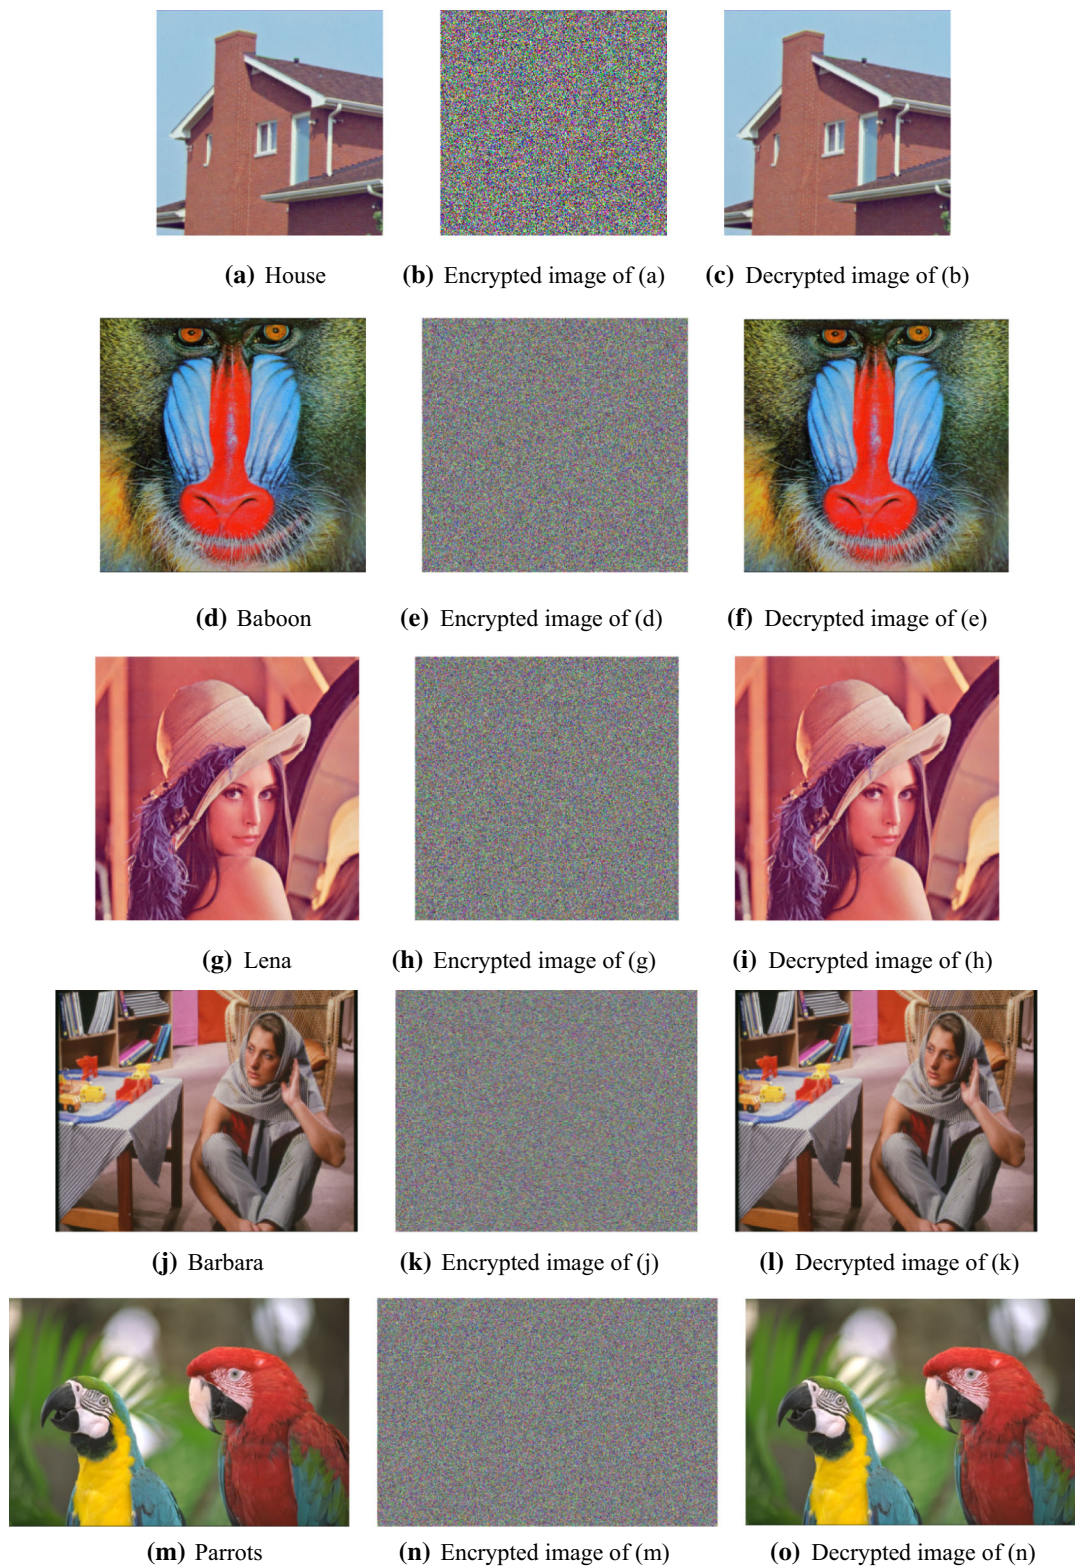 (a) House
(b) Encrypted image of (a)
(c) Decrypted image of (b)
(d) Baboon
(e) Encrypted image of (d)
(f) Decrypted image of (e)
(g) Lena
(h) Encrypted image of (g)
(i) Decrypted image of (h)
(j) Barbara
(k) Encrypted image of (j)
(l) Decrypted image of (k)
(m) Parrots
(n) Encrypted image of (m)
(o) Decrypted image of (n)